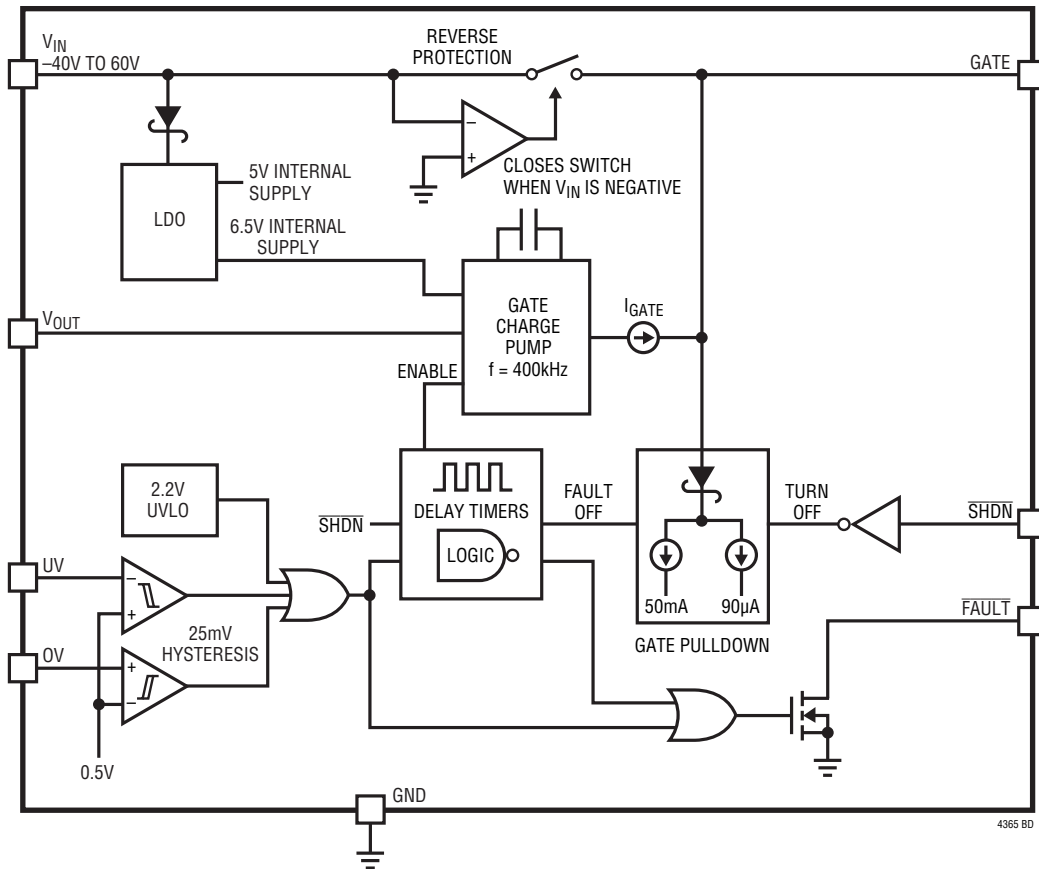 VIN
–40V TO 60V
REVERSE
PROTECTION
GATE
–
+
CLOSES SWITCH
WHEN VIN IS NEGATIVE
LDO
5V INTERNAL
SUPPLY
6.5V INTERNAL
SUPPLY
VOUT
GATE
CHARGE
PUMP
f = 400kHz
IGATE
ENABLE
2.2V
UVLO
SHDN
DELAY TIMERS
LOGIC
FAULT
OFF
TURN
OFF
SHDN
50mA
90µA
GATE PULLDOWN
FAULT
UV
–
+
25mV
HYSTERESIS
OV
+
–
0.5V
GND
4365 BD